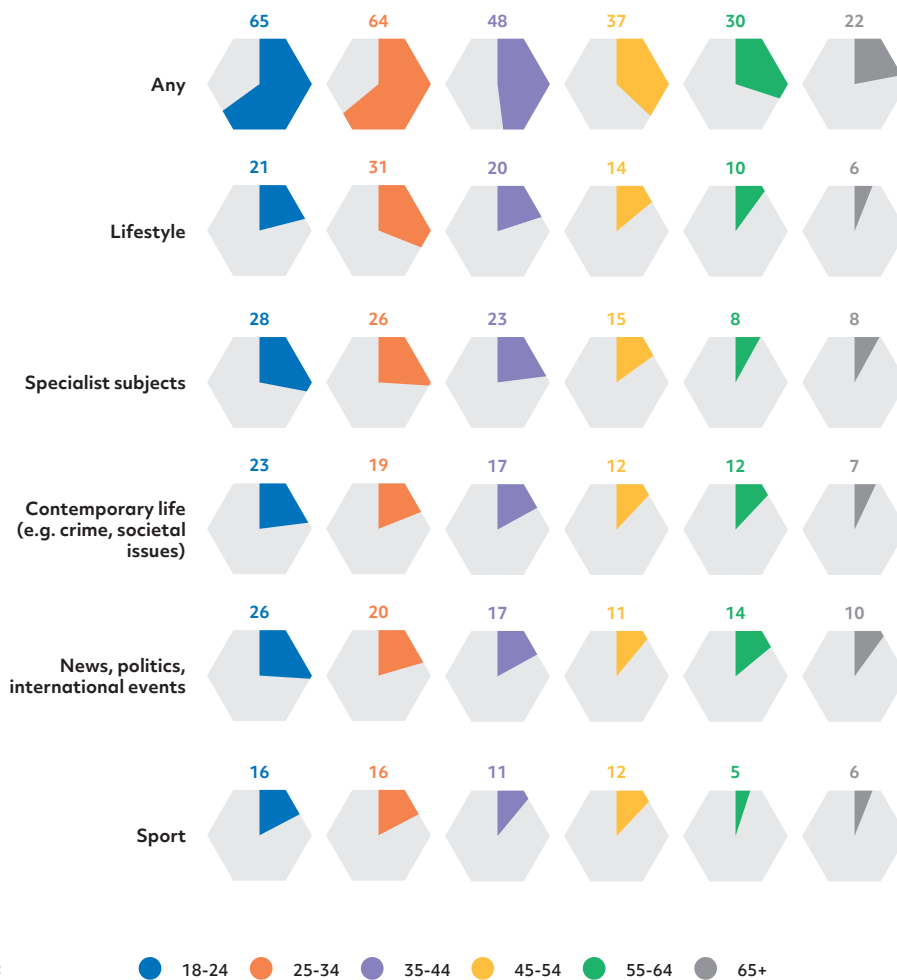 65 64 48 37 30 22
Any
21 31 20 14 10 6
Lifestyle
28 26 23 15 8 8
Specialist subjects
23 19 17 12 12 7
Contemporary life
(e.g. crime, societal
issues)
26 20 17 11 14 10
News, politics,
international events
16 16 11 12 5 6
Sport
18-24 25-34 35-44 45-54 55-64 65+